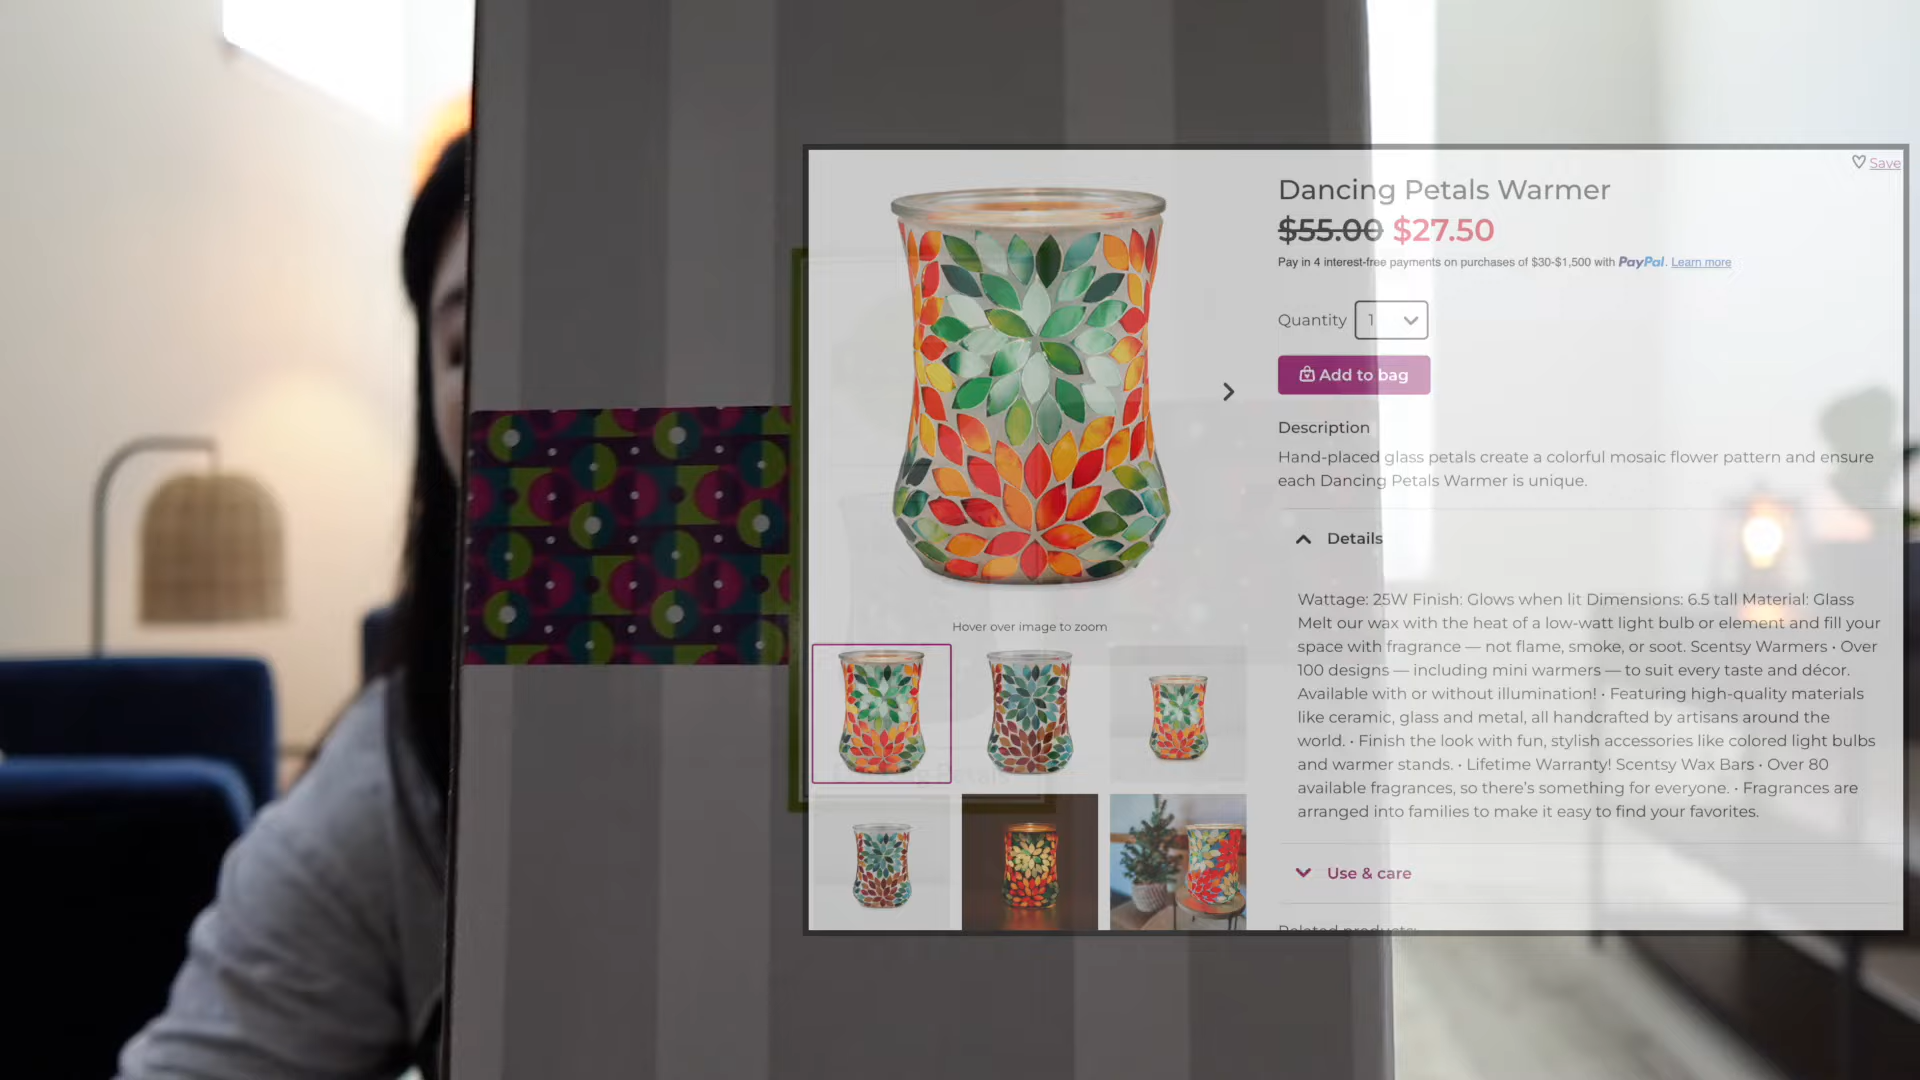 Save
Dancing Petals Warmer
$55.00 $27.50
Pay in 4 interest-free payments on purchases of $30-$1,500 with PayPal. Learn more
Quantity 1
Add to bag
Description
Hand-placed glass petals create a colorful mosaic flower pattern and ensure
each Dancing Petals Warmer is unique.
Details
Wattage: 25W Finish: Glows when lit Dimensions: 6.5 tall Material: Glass
Melt our wax with the heat of a low-watt light bulb or element and fill your
space with fragrance — not flame, smoke, or soot. Scentsy Warmers • Over
100 designs — including mini warmers — to suit every taste and décor.
Available with or without illumination! • Featuring high-quality materials
like ceramic, glass and metal, all handcrafted by artisans around the
world. • Finish the look with fun, stylish accessories like colored light bulbs
and warmer stands. • Lifetime Warranty! Scentsy Wax Bars • Over 80
available fragrances, so there's something for everyone. • Fragrances are
arranged into families to make it easy to find your favorites.
Use & care
Related products:
Hover over image to zoom